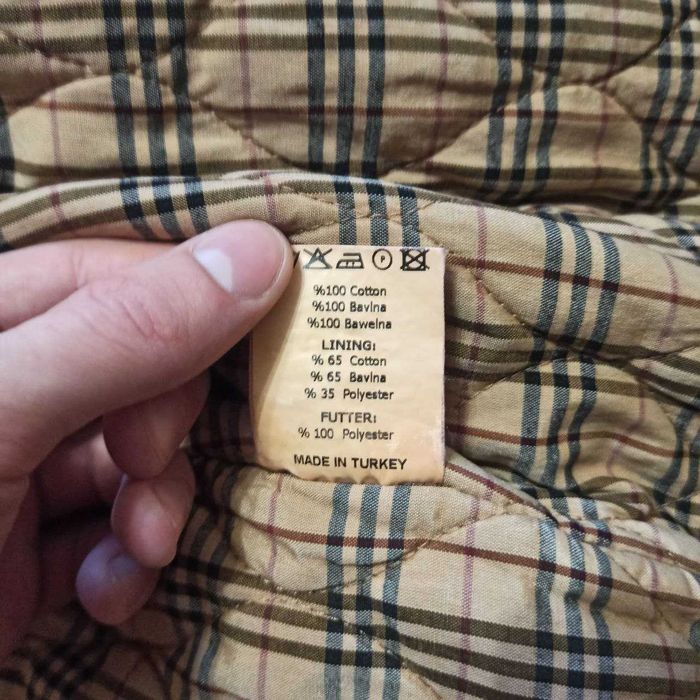 %100 Cotton
%100 Bavlna
%100 Bawelna
LINING:
% 65 Cotton
% 65 Bavlna
% 35 Polyester
FUTTER:
% 100 Polyester
MADE IN TURKEY